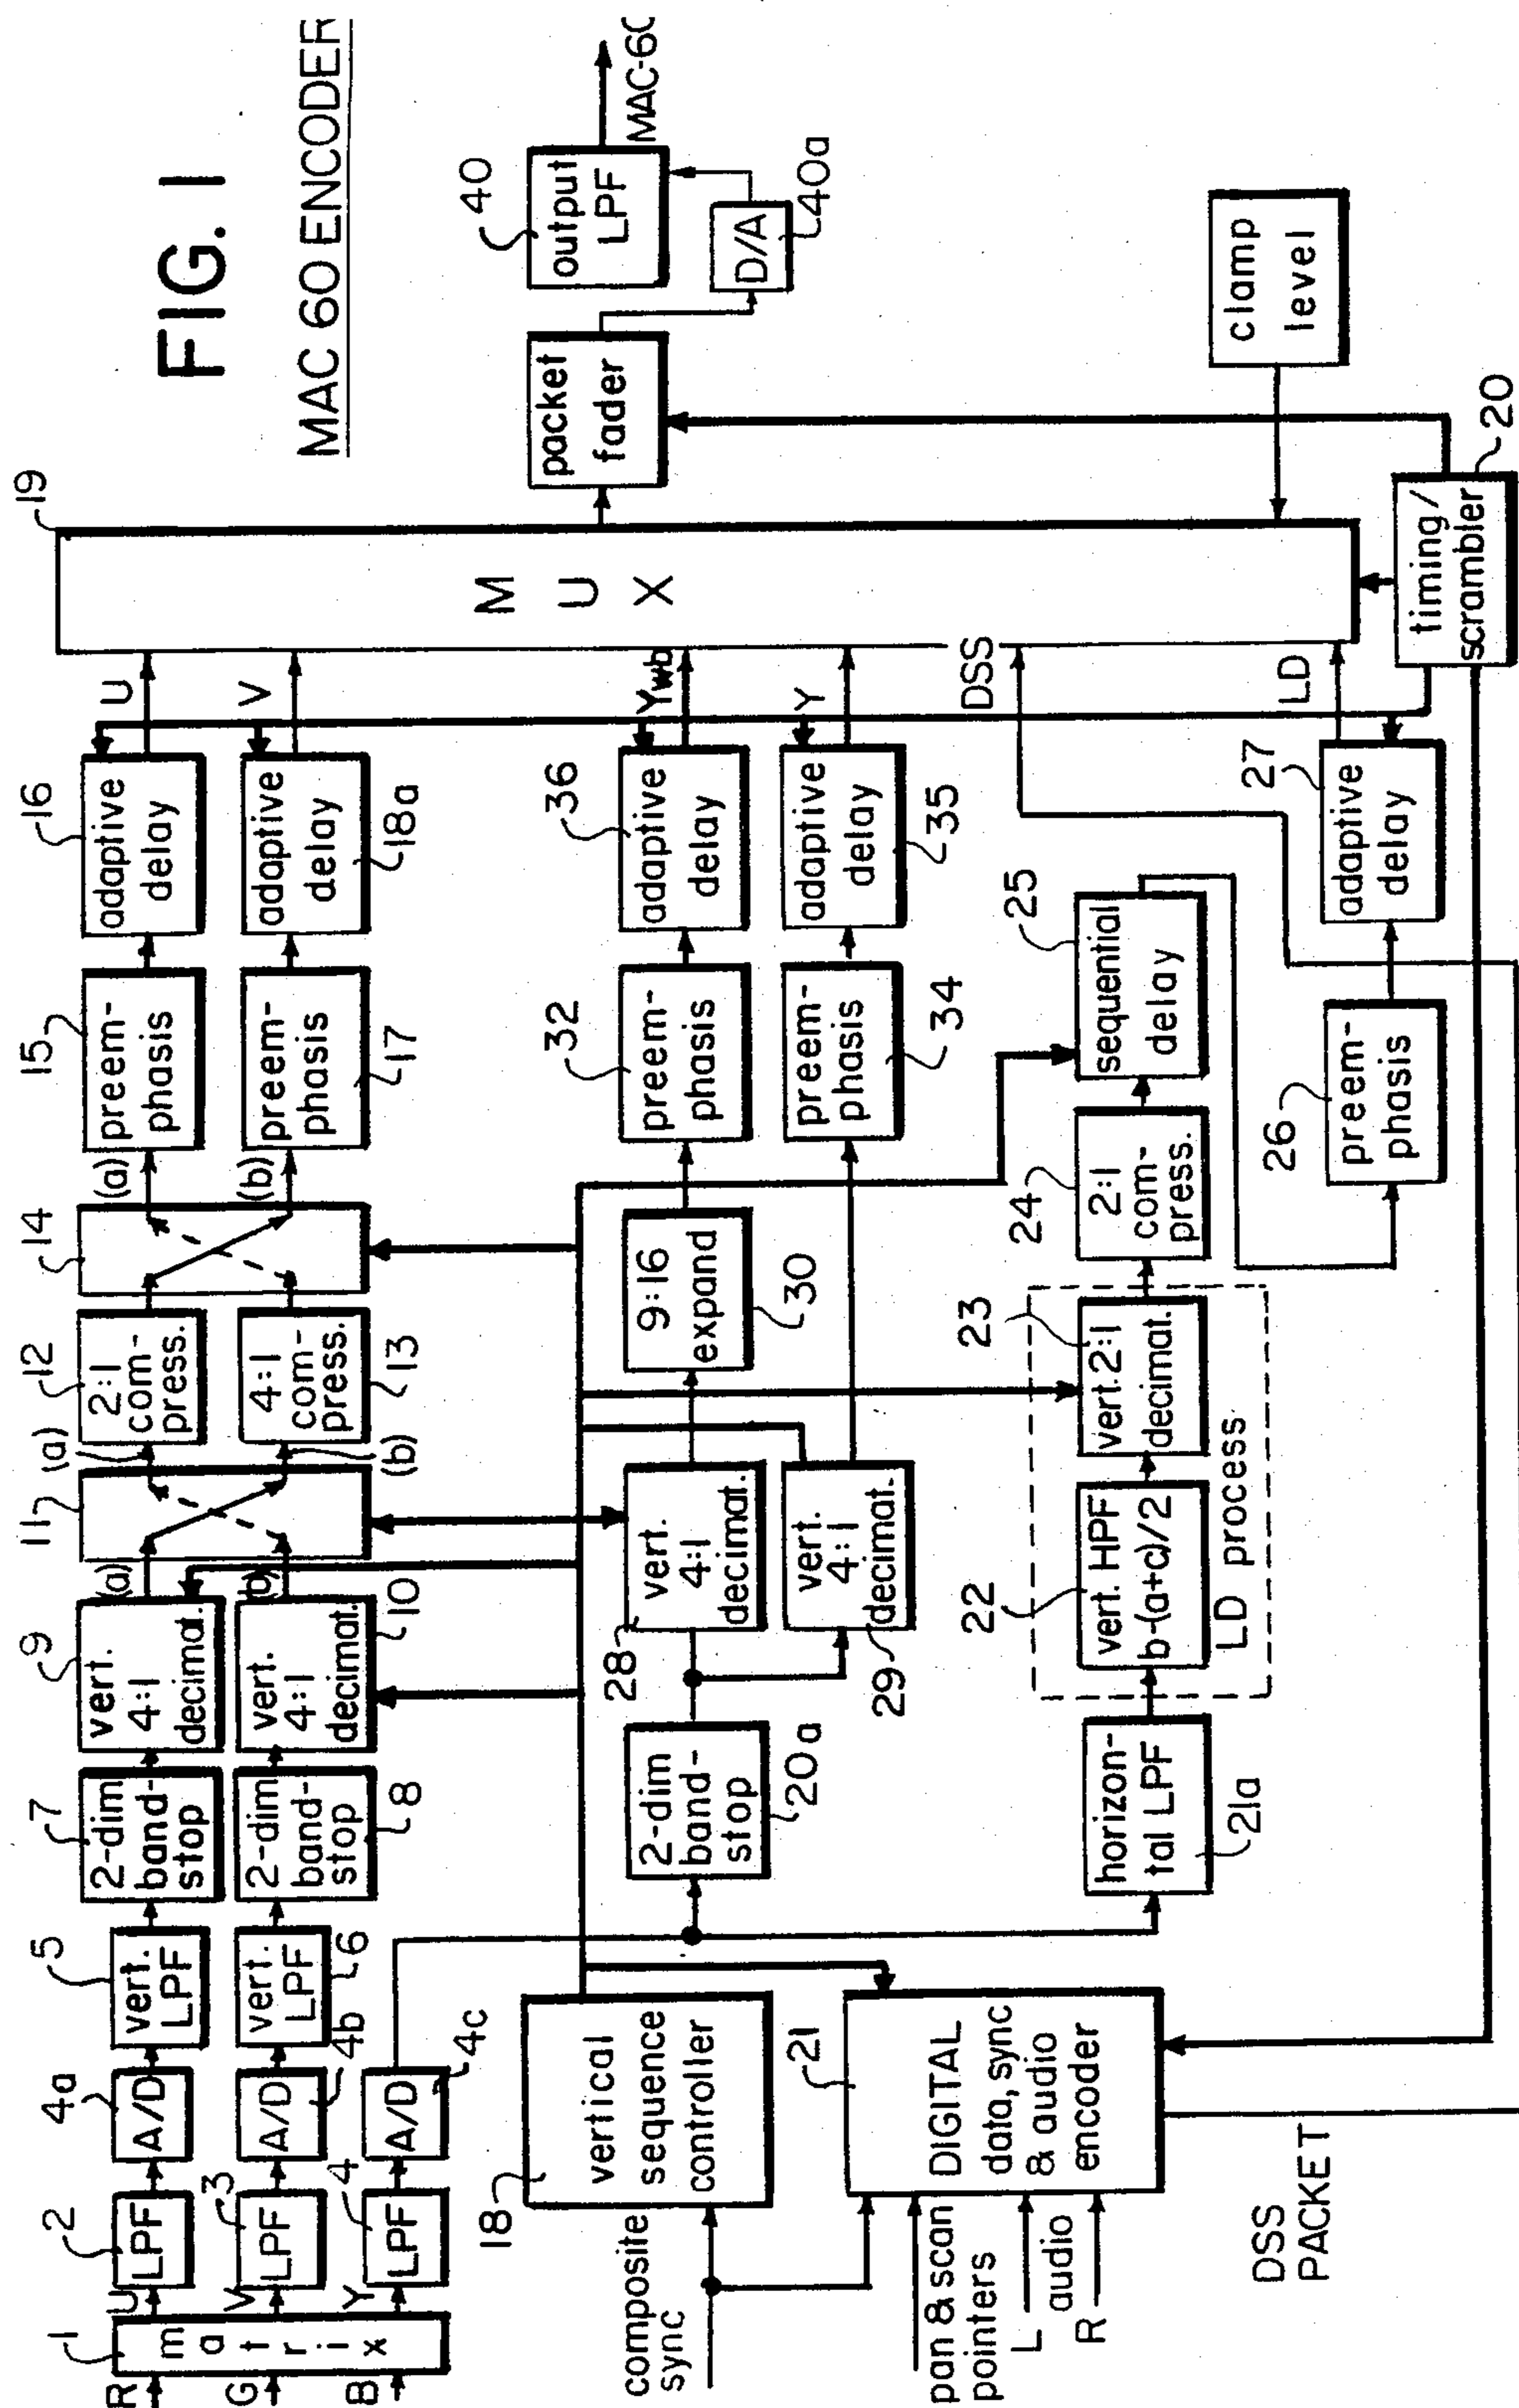 FIG. 1
MAC 60 ENCODER
R
G
B
1
matrix
U
V
Y
2
LPF
3
LPF
4
LPF
4a
A/D
4b
A/D
4c
A/D
5
vert.
LPF
6
vert.
LPF
7
2-dim
band-
stop
8
2-dim
band-
stop
9
vert.
4:1
decimat.
10
vert.
4:1
decimat.
(a)
(b)
11
(a)
(b)
12
2:1
com-
press.
13
4:1
com-
press.
14
(a)
(b)
15
preem-
phasis
17
preem-
phasis
16
adaptive
delay
18a
adaptive
delay
U
V
19
MUX
composite
sync
18
vertical
sequence
controller
20a
2-dim
band-
stop
28
vert.
4:1
decimat.
29
vert.
4:1
decimat.
30
9:16
expand
32
preem-
phasis
34
preem-
phasis
36
adaptive
delay
35
adaptive
delay
Ywb
Y
packet
fader
D/A
40a
40
output
LPF
MAC-60
pan & scan
pointers
L
audio
R
21
DIGITAL
data, sync
& audio
encoder
DSS
PACKET
horizon-
tal LPF
21a
22
vert. HPF
b-(a+c)/2
23
vert. 2:1
decimat.
LD process
24
2:1
com-
press.
25
sequential
delay
26
preem-
phasis
27
adaptive
delay
DSS
LD
timing/
scrambler
20
clamp
level